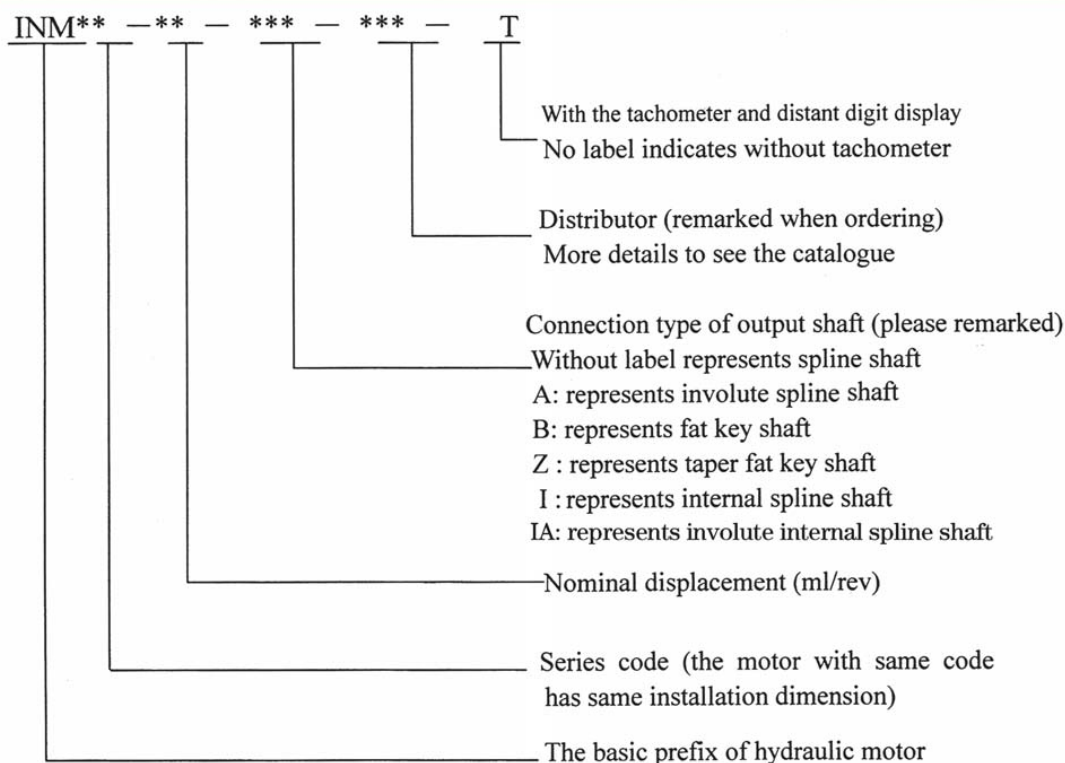 INM** -** - *** - *** - T
With the tachometer and distant digit display
No label indicates without tachometer
Distributor (remarked when ordering)
More details to see the catalogue
Connection type of output shaft (please remarked)
Without label represents spline shaft
A: represents involute spline shaft
B: represents fat key shaft
Z : represents taper fat key shaft
I : represents internal spline shaft
IA: represents involute internal spline shaft
Nominal displacement (ml/rev)
Series code (the motor with same code
has same installation dimension)
The basic prefix of hydraulic motor